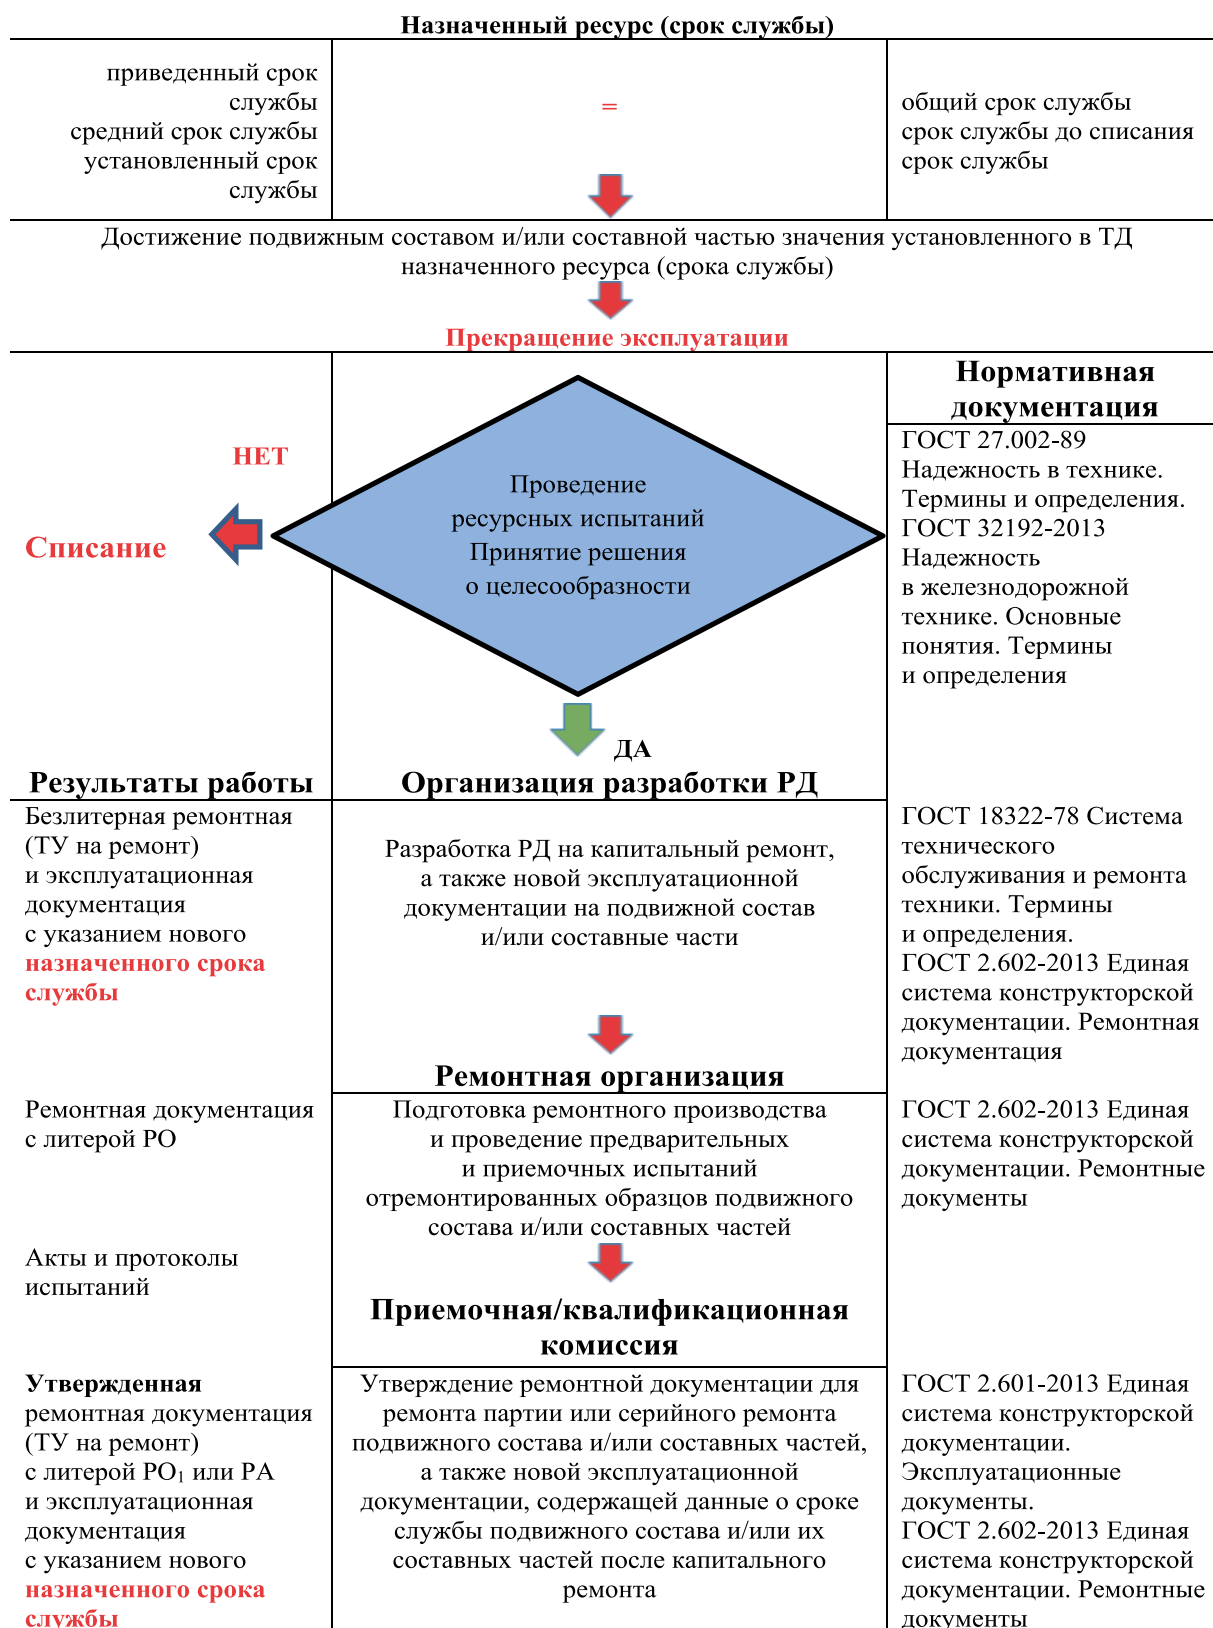 Назначенный ресурс (срок службы)
приведенный срок
службы
средний срок службы
установленный срок
службы
=
общий срок службы
срок службы до списания
срок службы
Достижение подвижным составом и/или составной частью значения установленного в ТД
назначенного ресурса (срока службы)
Прекращение эксплуатации
НЕТ
Списание
Проведение
ресурсных испытаний
Принятие решения
о целесообразности
ДА
Нормативная
документация
ГОСТ 27.002-89
Надежность в технике.
Термины и определения.
ГОСТ 32192-2013
Надежность
в железнодорожной
технике. Основные
понятия. Термины
и определения
Результаты работы
Организация разработки РД
Безлитерная ремонтная
(ТУ на ремонт)
и эксплуатационная
документация
с указанием нового
назначенного срока
службы
Разработка РД на капитальный ремонт,
а также новой эксплуатационной
документации на подвижной состав
и/или составные части
ГОСТ 18322-78 Система
технического
обслуживания и ремонта
техники. Термины
и определения.
ГОСТ 2.602-2013 Единая
система конструкторской
документации. Ремонтная
документация
Ремонтная организация
Ремонтная документация
с литерой РО
Акты и протоколы
испытаний
Подготовка ремонтного производства
и проведение предварительных
и приемочных испытаний
отремонтированных образцов подвижного
состава и/или составных частей
ГОСТ 2.602-2013 Единая
система конструкторской
документации. Ремонтные
документы
Приемочная/квалификационная
комиссия
Утвержденная
ремонтная документация
(ТУ на ремонт)
с литерой РО₁ или РА
и эксплуатационная
документация
с указанием нового
назначенного срока
службы
Утверждение ремонтной документации для
ремонта партии или серийного ремонта
подвижного состава и/или составных частей,
а также новой эксплуатационной
документации, содержащей данные о сроке
службы подвижного состава и/или их
составных частей после капитального
ремонта
ГОСТ 2.601-2013 Единая
система конструкторской
документации.
Эксплуатационные
документы.
ГОСТ 2.602-2013 Единая
система конструкторской
документации. Ремонтные
документы